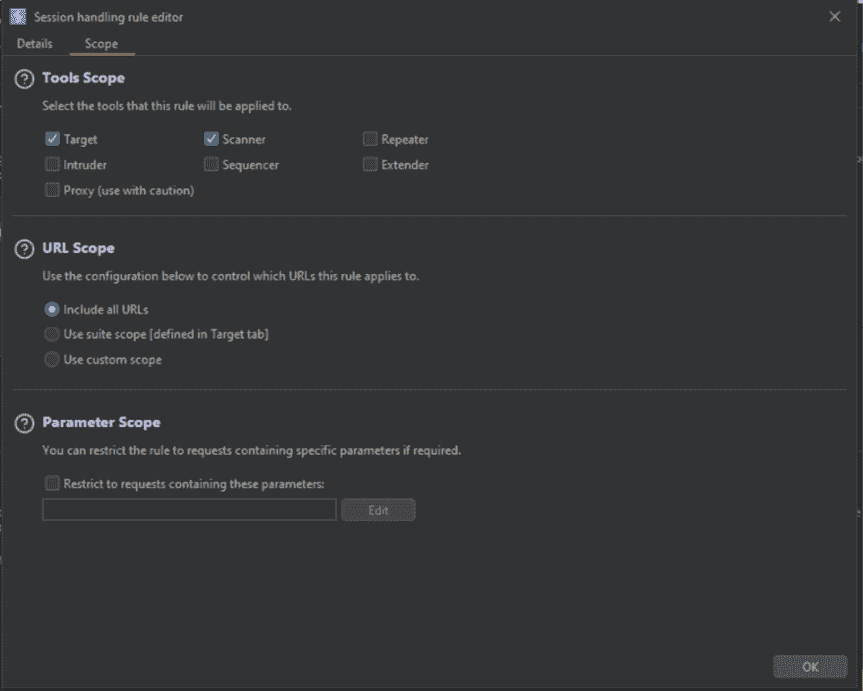 Session handling rule editor
Details Scope
Tools Scope
Select the tools that this rule will be applied to.
Target Scanner Repeater
Intruder Sequencer Extender
Proxy (use with caution)
URL Scope
Use the configuration below to control which URLs this rule applies to.
Include all URLs
Use suite scope [defined in Target tab]
Use custom scope
Parameter Scope
You can restrict the rule to requests containing specific parameters if required.
Restrict to requests containing these parameters:
Edit
OK